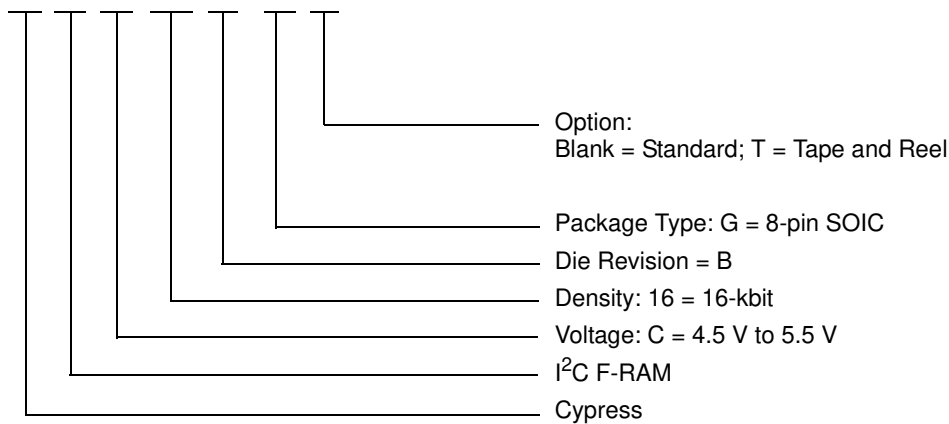 Option:
Blank = Standard; T = Tape and Reel
Package Type: G = 8-pin SOIC
Die Revision = B
Density: 16 = 16-kbit
Voltage: C = 4.5 V to 5.5 V
I²C F-RAM
Cypress